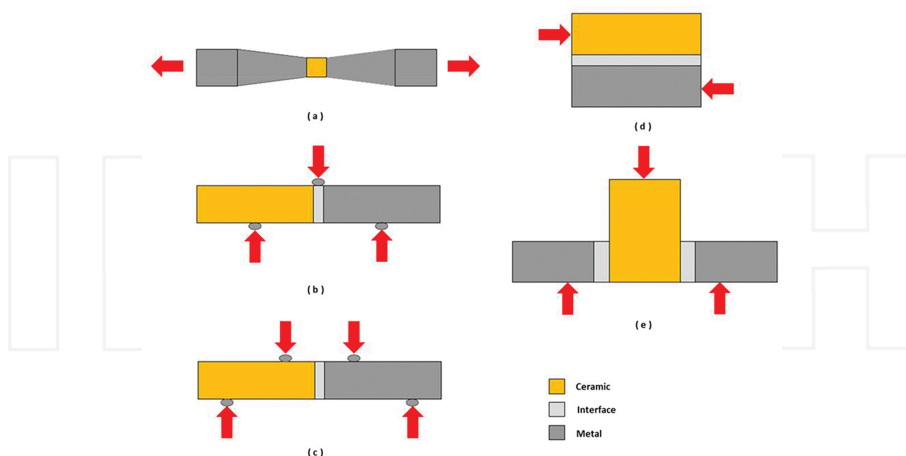 ( a )
( d )
( b )
( e )
( c )
Ceramic
Interface
Metal